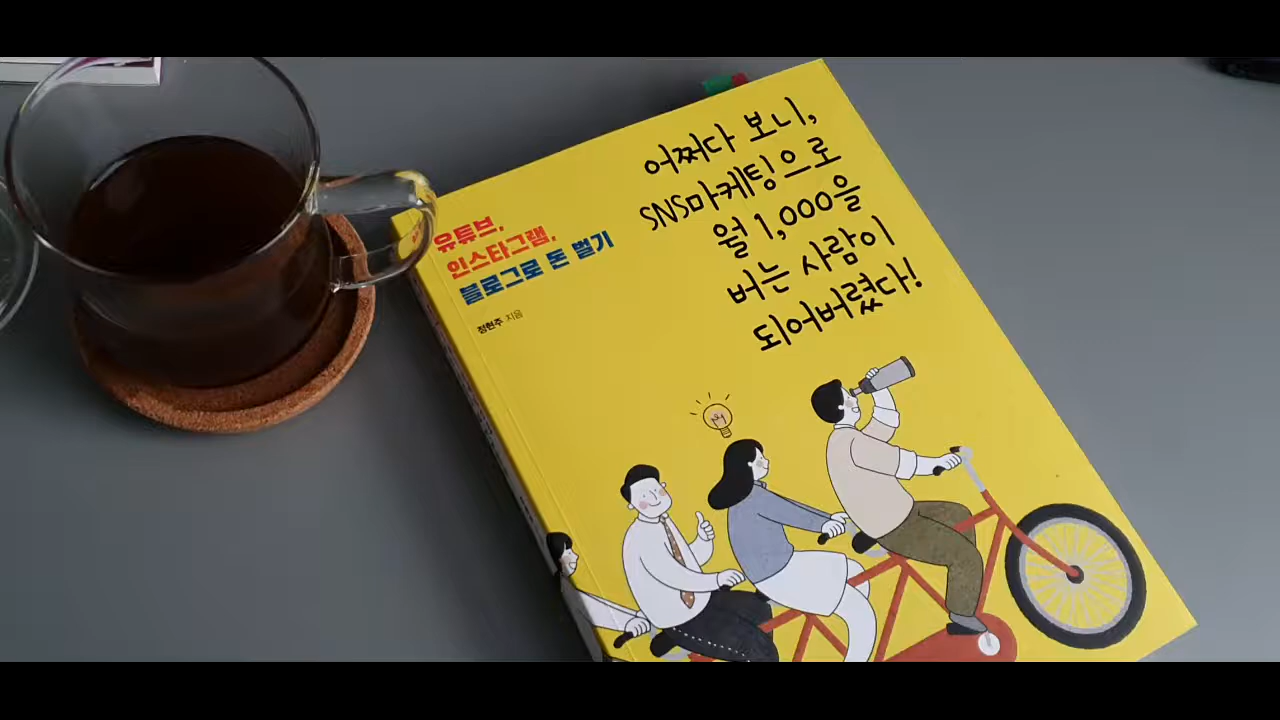 어쩌다 보니,
SNS마케팅으로
월 1,000을
버는 사람이
되어버렸다!
유튜브,
인스타그램,
블로그로 돈 벌기
정현주 지음